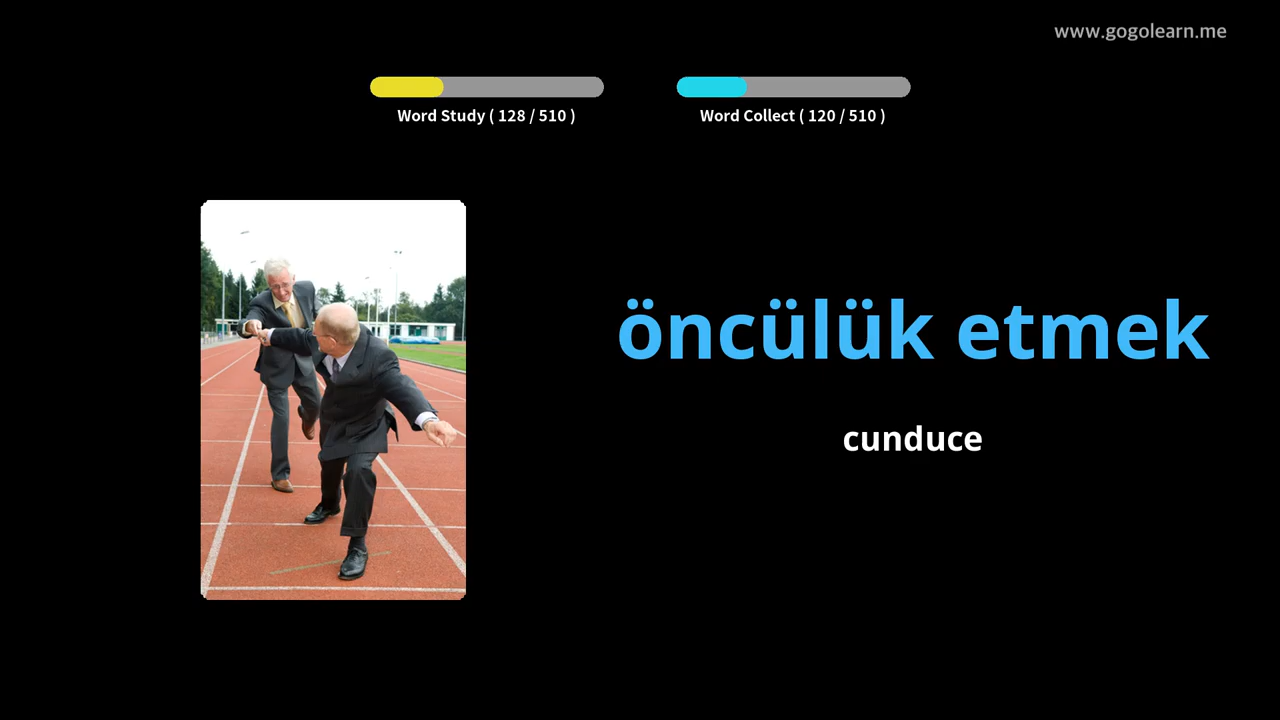 www.gogolearn.me
Word Study ( 128 / 510 )
Word Collect ( 120 / 510 )
öncülük etmek
cunduce